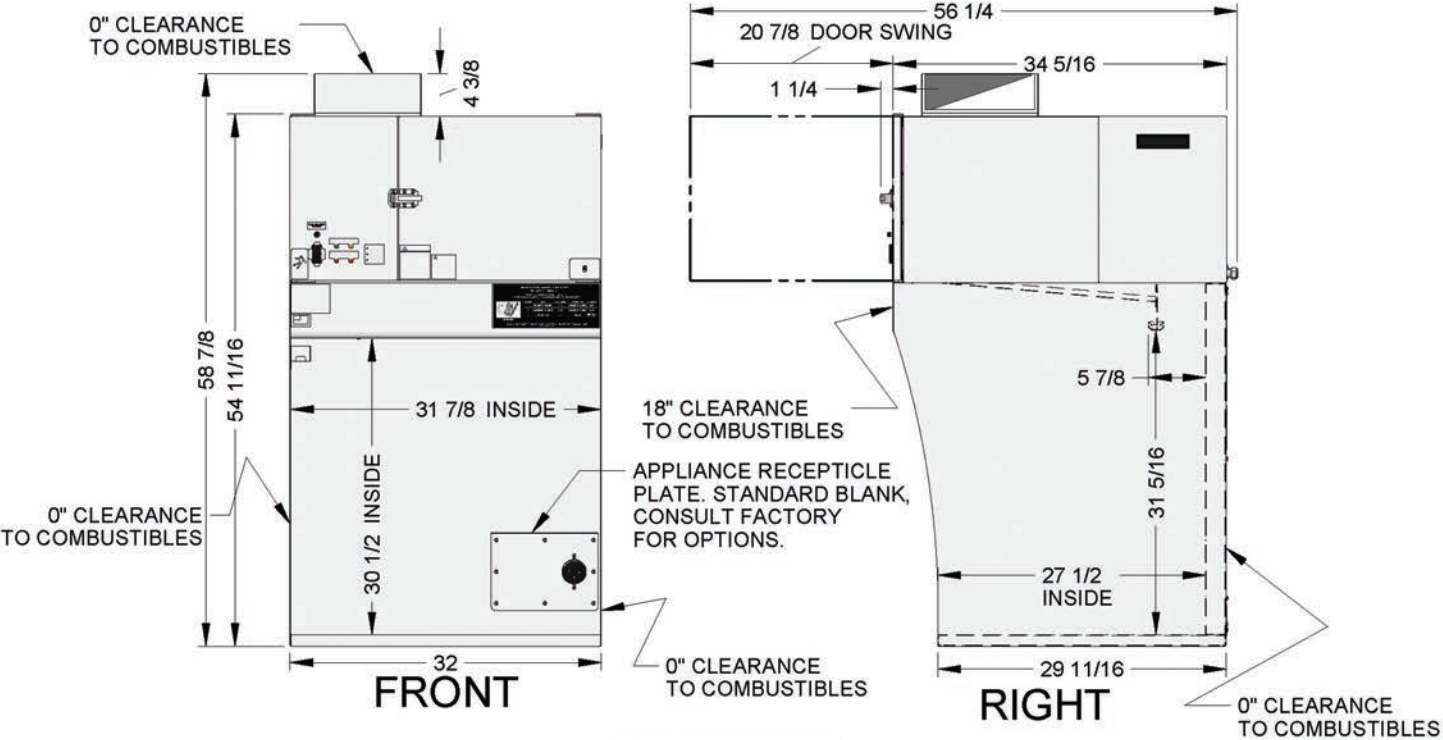 0" CLEARANCE
TO COMBUSTIBLES
4 3/8
58 7/8
54 11/16
31 7/8 INSIDE
30 1/2 INSIDE
0" CLEARANCE
TO COMBUSTIBLES
32
FRONT
0" CLEARANCE
TO COMBUSTIBLES
APPLIANCE RECEPTICLE
PLATE. STANDARD BLANK,
CONSULT FACTORY
FOR OPTIONS.
56 1/4
20 7/8 DOOR SWING
34 5/16
1 1/4
18" CLEARANCE
TO COMBUSTIBLES
5 7/8
31 5/16
27 1/2
INSIDE
29 11/16
RIGHT
0" CLEARANCE
TO COMBUSTIBLES